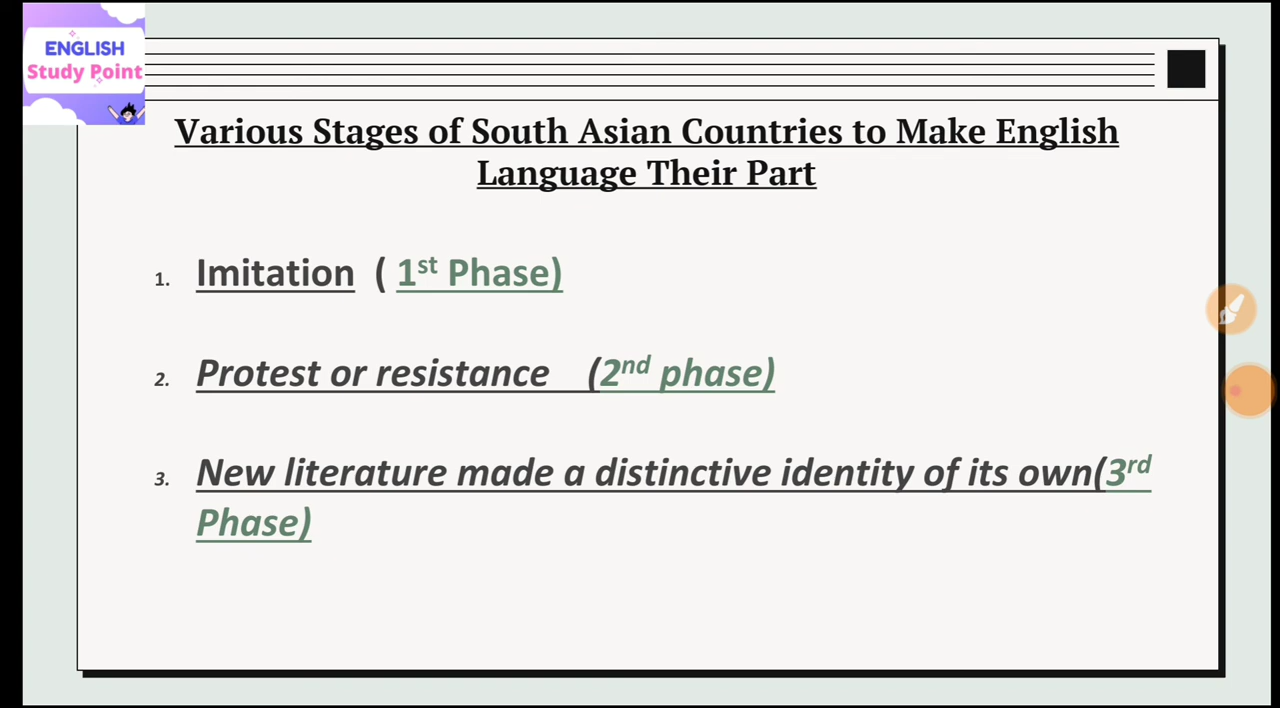 ENGLISH
Study Point
Various Stages of South Asian Countries to Make English
Language Their Part
1. Imitation ( 1st Phase)
2. Protest or resistance (2nd phase)
3. New literature made a distinctive identity of its own(3rd
Phase)